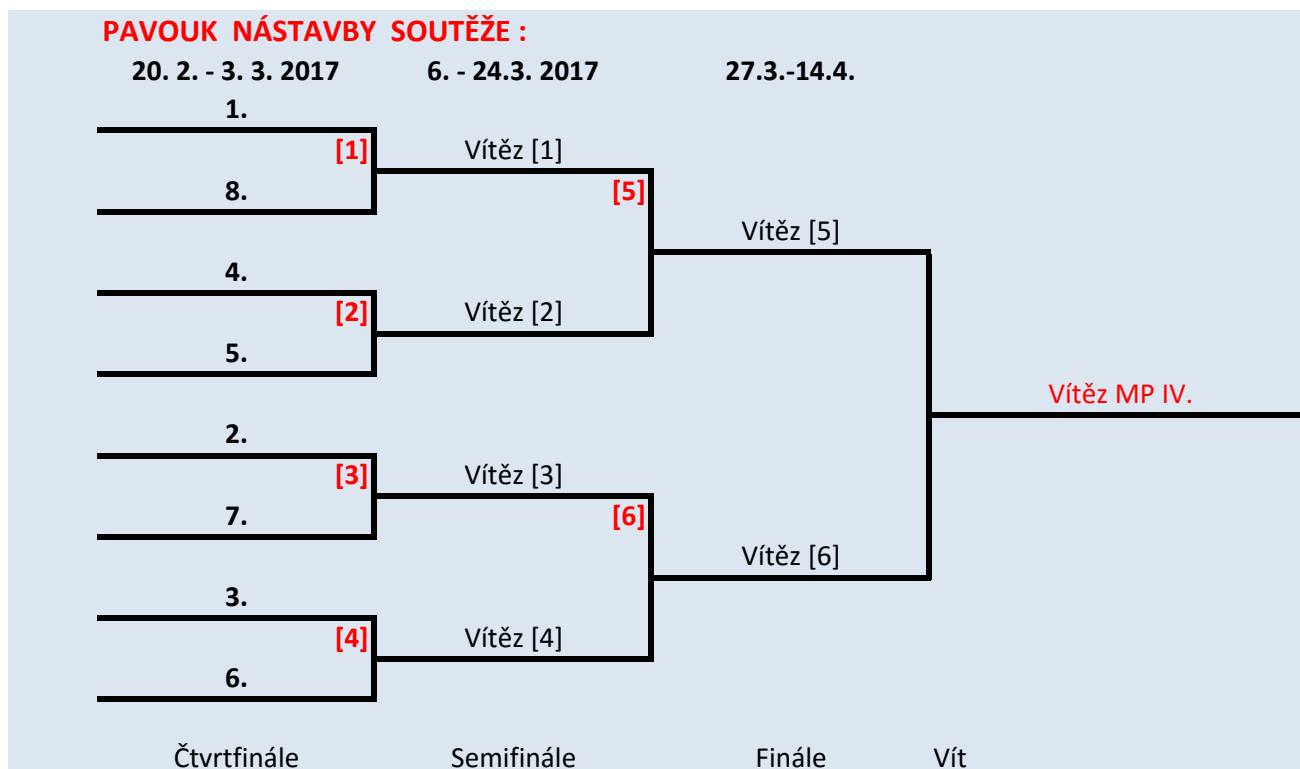 PAVOUK NÁSTAVBY SOUTĚŽE :
20. 2. - 3. 3. 2017 6. - 24.3. 2017 27.3.-14.4.
1.
[1] Vítěz [1]
8. [5]
Vítěz [5]
4.
[2] Vítěz [2]
5.
Vítěz MP IV.
2.
[3] Vítěz [3]
7. [6]
Vítěz [6]
3.
[4] Vítěz [4]
6.
Čtvrtfinále Semifinále Finále Vít